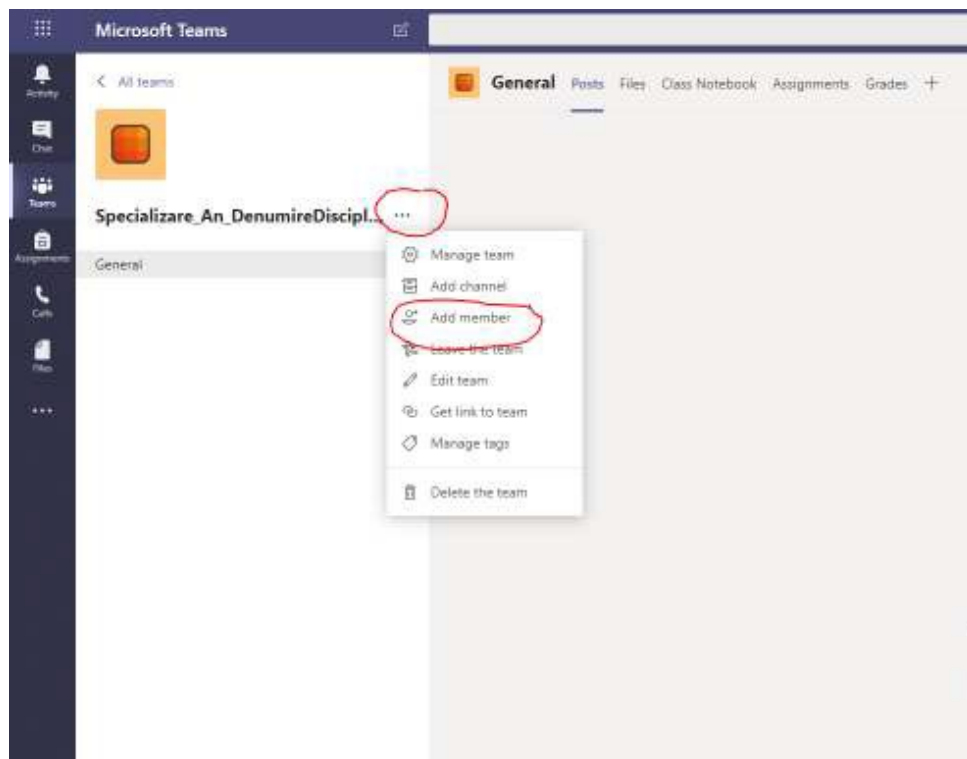 Microsoft Teams
Activity
Chat
Teams
Assignments
Calls
Files
...
< All teams
Specializare_An_DenumireDiscipl... ...
General
General Posts Files Class Notebook Assignments Grades +
Manage team
Add channel
Add member
Leave the team
Edit team
Get link to team
Manage tags
Delete the team